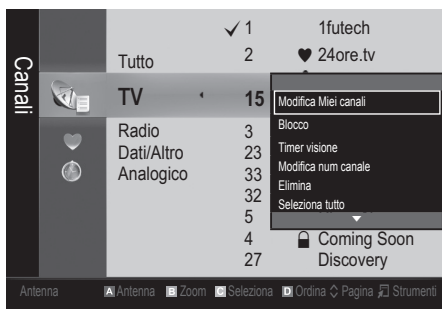 Canali
✓ 1 1futech
Tutto 2 ♥ 24ore.tv
TV 15
Radio 3
Dati/Altro 23
Analogico 33
32
5
4 Coming Soon
27 Discovery
Modifica Miei canali
Blocco
Timer visione
Modifica num canale
Elimina
Seleziona tutto
Antenna A Antenna B Zoom C Seleziona D Ordina Pagina Strumenti